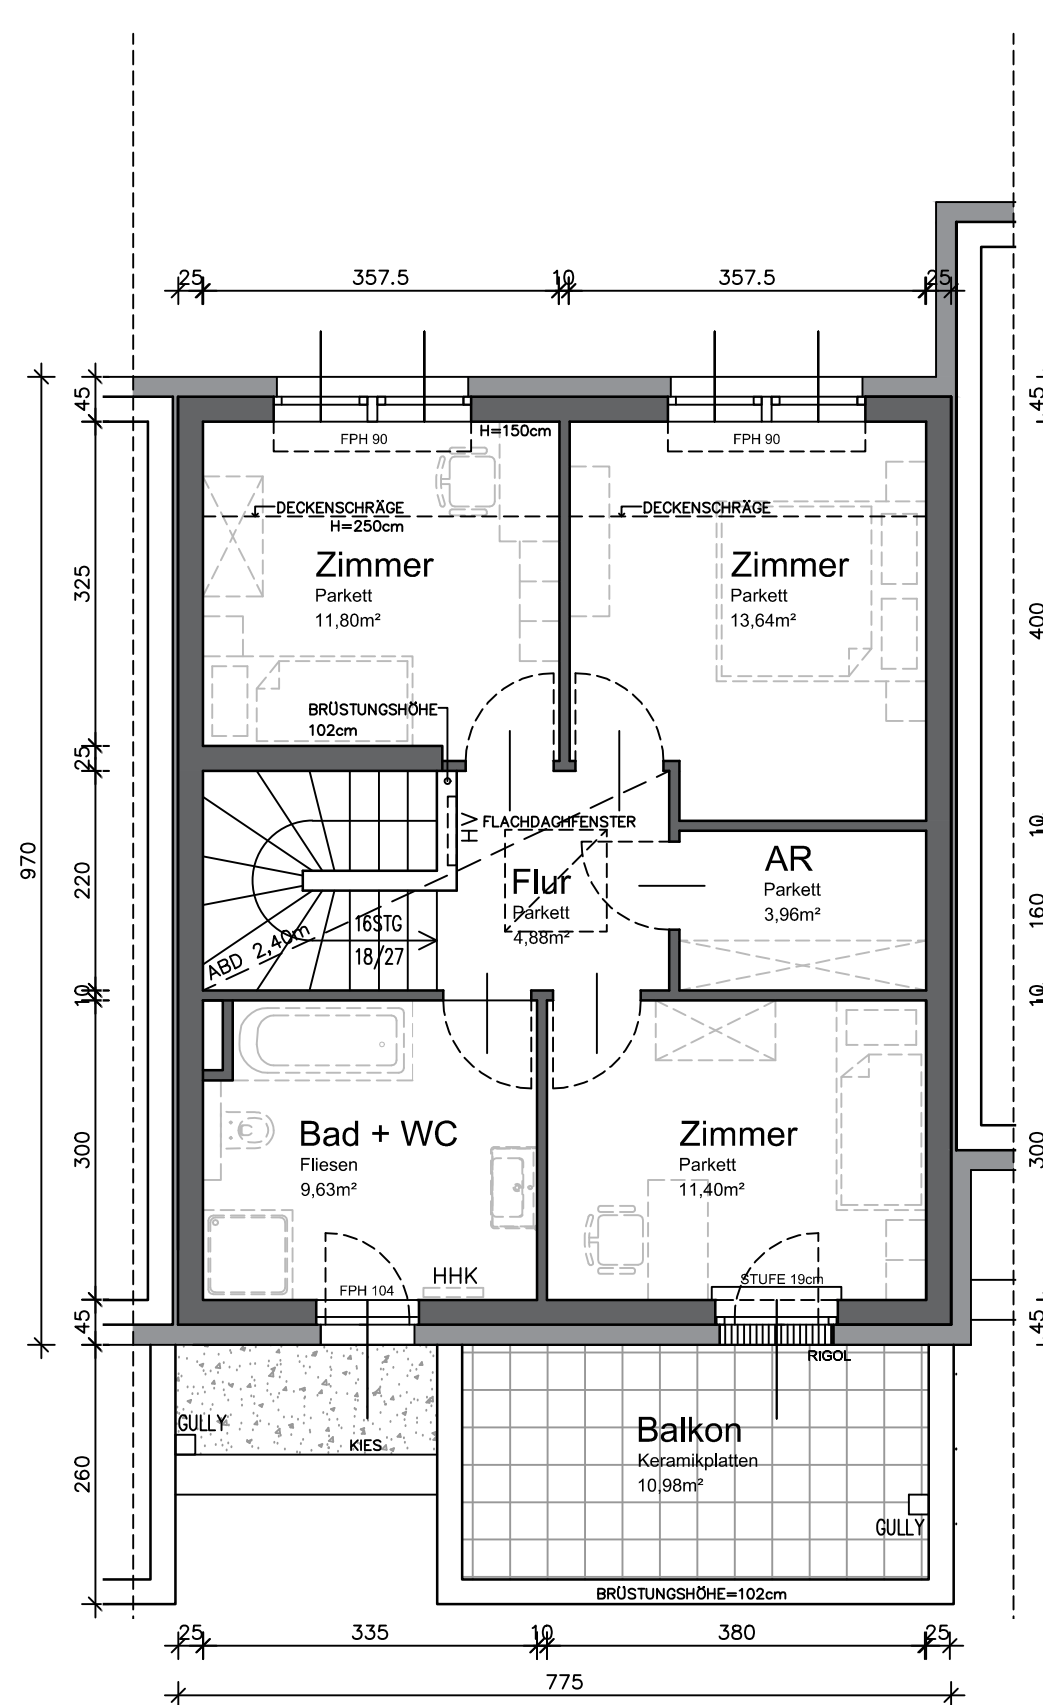 25
357.5
10
357.5
25
45
45
FPH 90
H=150cm
FPH 90
DECKENSCHRÄGE
H=250cm
DECKENSCHRÄGE
Zimmer
Parkett
11,80m²
Zimmer
Parkett
13,64m²
325
400
BRÜSTUNGSHÖHE
102cm
25
HV
FLACHDACHFENSTER
10
970
220
Flur
Parkett
4,88m²
AR
Parkett
3,96m²
160
ABD 2,40m
16STG
18/27
10
10
300
Bad + WC
Fliesen
9,63m²
Zimmer
Parkett
11,40m²
300
HHK
FPH 104
STUFE 19cm
45
45
RIGOL
GULLY
KIES
Balkon
Keramikplatten
10,98m²
260
GULLY
BRÜSTUNGSHÖHE=102cm
25
335
10
380
25
775